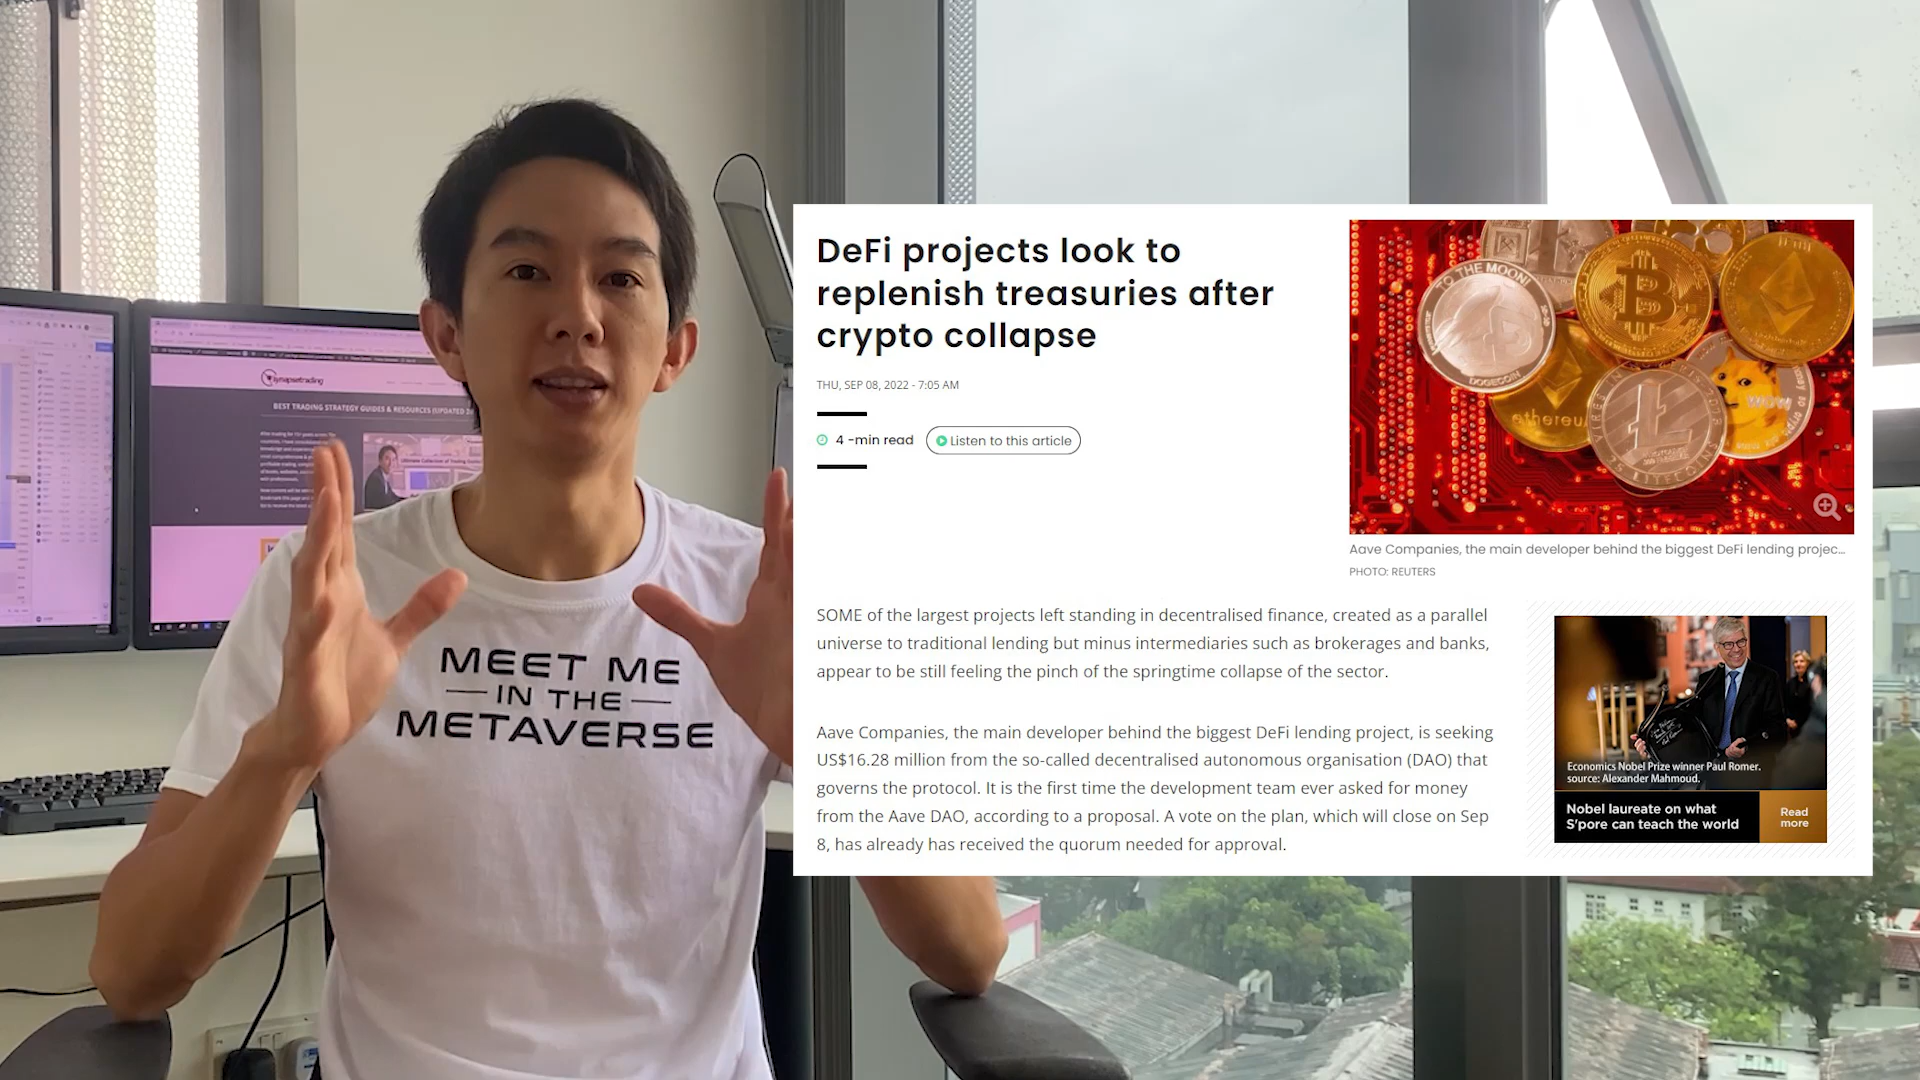 synapsetrading
BEST TRADING STRATEGY GUIDES & RESOURCES (UPDATED
MEET ME
IN THE
METAVERSE
DeFi projects look to
replenish treasuries after
crypto collapse
THU, SEP 08, 2022 - 7:05 AM
4 -min read
Listen to this article
TO THE MOON!
DOGECOIN
ethereu
WOW
Aave Companies, the main developer behind the biggest DeFi lending projec...
PHOTO: REUTERS
SOME of the largest projects left standing in decentralised finance, created as a parallel
universe to traditional lending but minus intermediaries such as brokerages and banks,
appear to be still feeling the pinch of the springtime collapse of the sector.
Aave Companies, the main developer behind the biggest DeFi lending project, is seeking
US$16.28 million from the so-called decentralised autonomous organisation (DAO) that
governs the protocol. It is the first time the development team ever asked for money
from the Aave DAO, according to a proposal. A vote on the plan, which will close on Sep
8, has already has received the quorum needed for approval.
Economics Nobel Prize winner Paul Romer.
source: Alexander Mahmoud.
Nobel laureate on what
S'pore can teach the world
Read
more